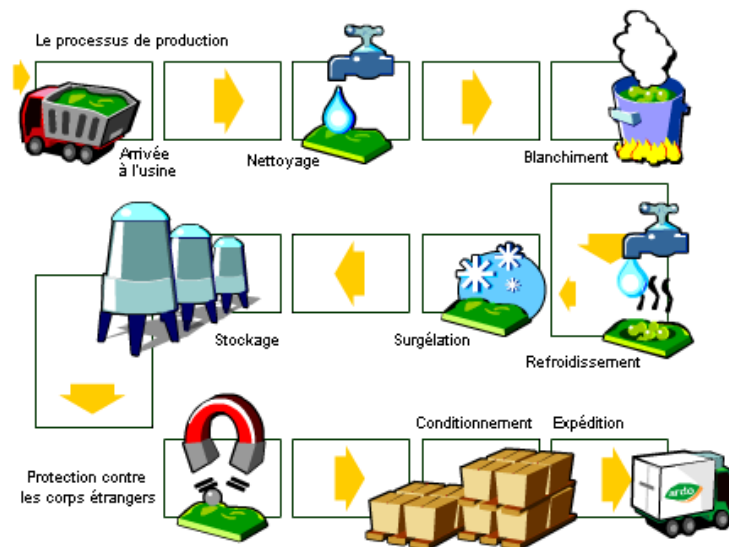 Le processus de production
Arrivée
à l'usine
Nettoyage
Blanchiment
Stockage
Surgélation
Refroidissement
Conditionnement
Expédition
Protection contre
les corps étrangers
ardo